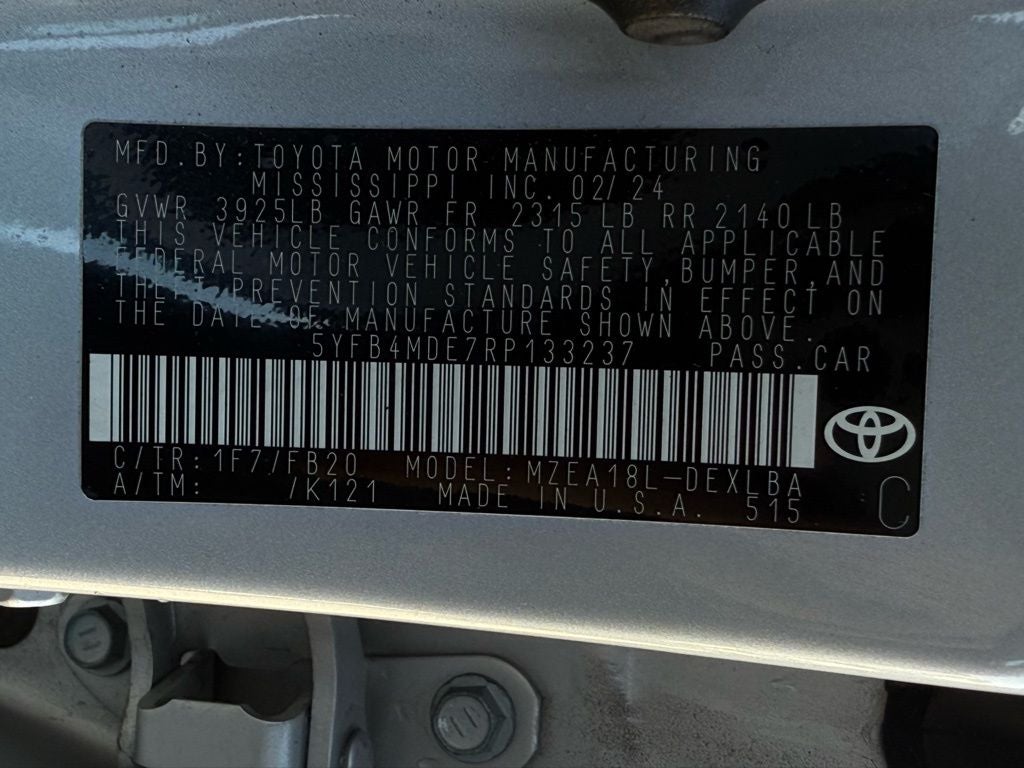 MFD.BY:TOYOTA MOTOR MANUFACTURING
MISSISSIPPI INC. 02/24
GVWR 3925LB GAWR FR 2315 LB RR 2140 LB
THIS VEHICLE CONFORMS TO ALL APPLICABLE
FEDERAL MOTOR VEHICLE SAFETY,BUMPER,AND
THEFT PREVENTION STANDARDS IN EFFECT ON
THE DATE OF MANUFACTURE SHOWN ABOVE.
5YFB4MDE7RP133237 PASS.CAR
C/TR:1F7/FB20 MODEL:MZEA18L-DEXLBA
A/TM: /K121 MADE IN U.S.A. 515
C